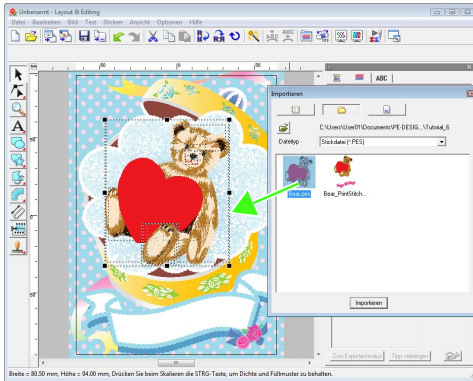 Unbenannt - Layout & Editing
Datei Bearbeiten Bild Text Sticken Ansicht Optionen Hilfe
ABC
Importieren
C:\Users\User01\Documents\PE-DESIG...\Tutorial_6
Dateityp
Stickdatei (*.PES)
Bear.pes
Bear_PrintStitch...
Importieren
Zum Expertenmodus
Tipp verbergen
Breite = 80.50 mm, Höhe = 94.00 mm, Drücken Sie beim Skalieren die STRG-Taste, um Dichte und Füllmuster zu behalten.